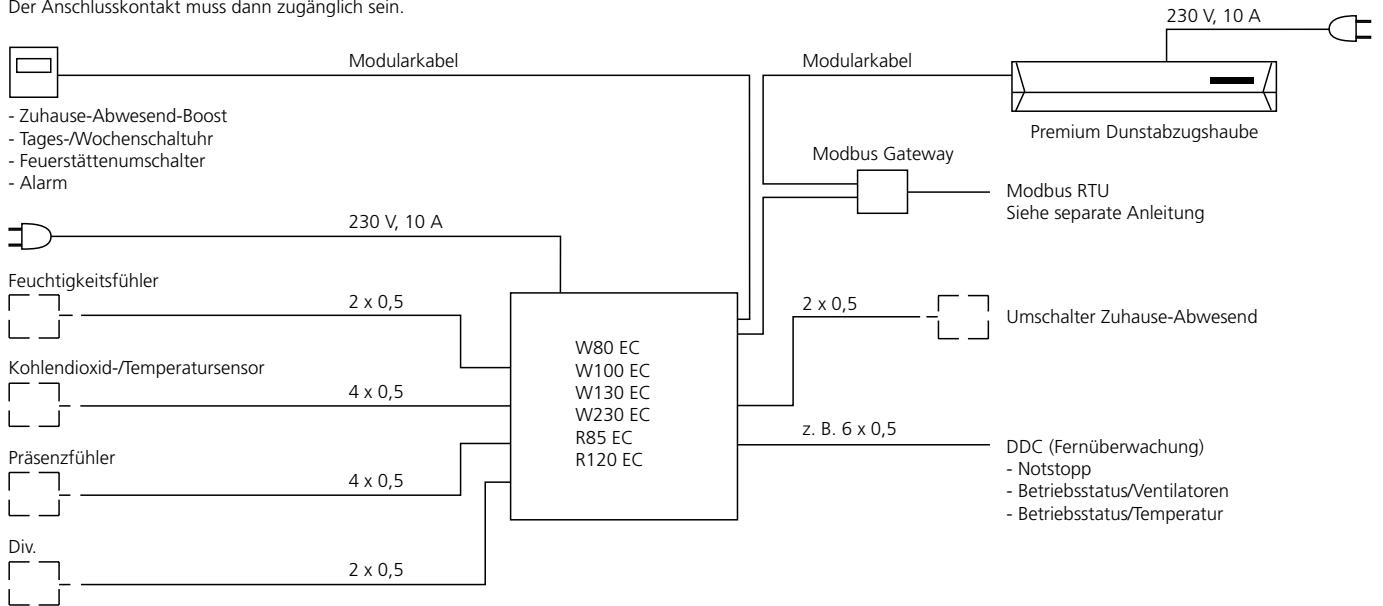 Der Anschlusskontakt muss dann zugänglich sein.
230 V, 10 A
Modularkabel
Modularkabel
- Zuhause-Abwesend-Boost
- Tages-/Wochenschaltuhr
- Feuerstättenumschalter
- Alarm
Premium Dunstabzugshaube
Modbus Gateway
Modbus RTU
Siehe separate Anleitung
230 V, 10 A
Feuchtigkeitsfühler
2 x 0,5
2 x 0,5
Umschalter Zuhause-Abwesend
Kohlendioxid-/Temperatursensor
4 x 0,5
W80 EC
W100 EC
W130 EC
W230 EC
R85 EC
R120 EC
z. B. 6 x 0,5
DDC (Fernüberwachung)
- Notstopp
- Betriebsstatus/Ventilatoren
- Betriebsstatus/Temperatur
Präsenzfühler
4 x 0,5
Div.
2 x 0,5